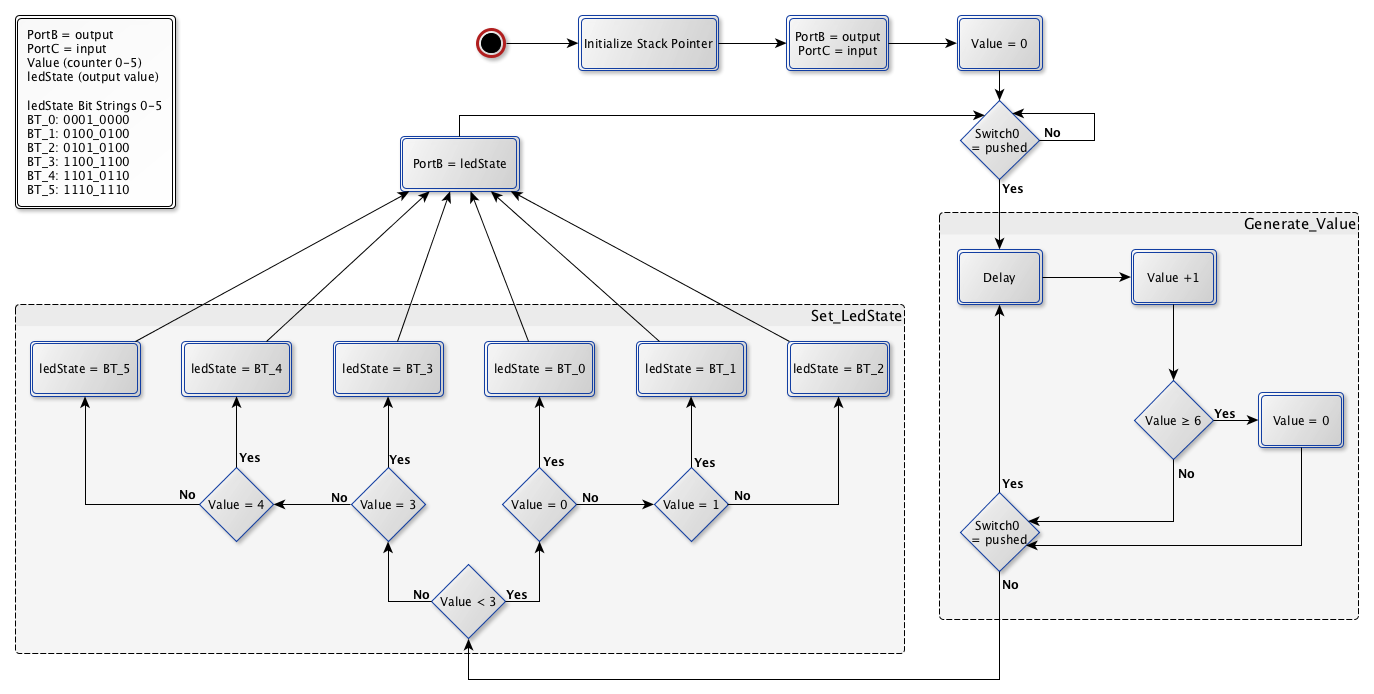 PortB = output
PortC = input
Value (counter 0-5)
ledState (output value)
ledState Bit Strings 0-5
BT_0: 0001_0000
BT_1: 0100_0100
BT_2: 0101_0100
BT_3: 1100_1100
BT_4: 1101_0110
BT_5: 1110_1110
Initialize Stack Pointer
PortB = output
PortC = input
Value = 0
Switch0
= pushed
No
Yes
PortB = ledState
Generate_Value
Delay
Value +1
Value ≥ 6
Yes
Value = 0
No
Yes
Switch0
= pushed
No
Set_LedState
ledState = BT_5
ledState = BT_4
ledState = BT_3
ledState = BT_0
ledState = BT_1
ledState = BT_2
Yes
Yes
Yes
Yes
No
Value = 4
No
Value = 3
Value = 0
No
Value = 1
No
No
Value < 3
Yes